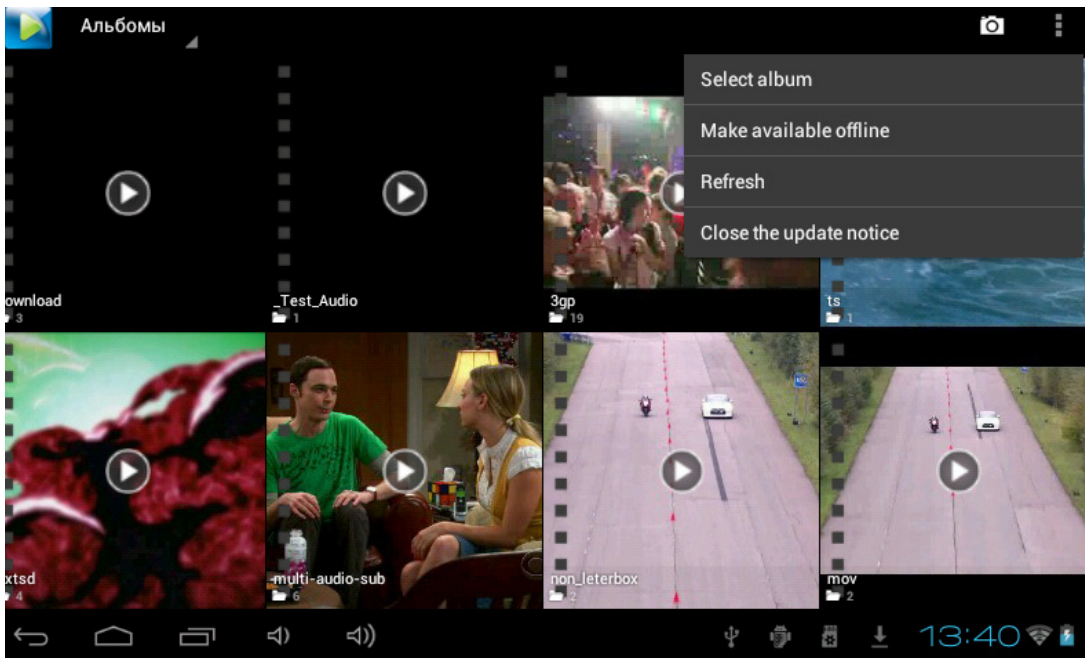 Альбомы
Select album
Make available offline
Refresh
Close the update notice
ownload
3
_Test_Audio
1
3gp
19
ts
1
xtsd
4
multi-audio-sub
6
non_leterbox
2
mov
2
13:40